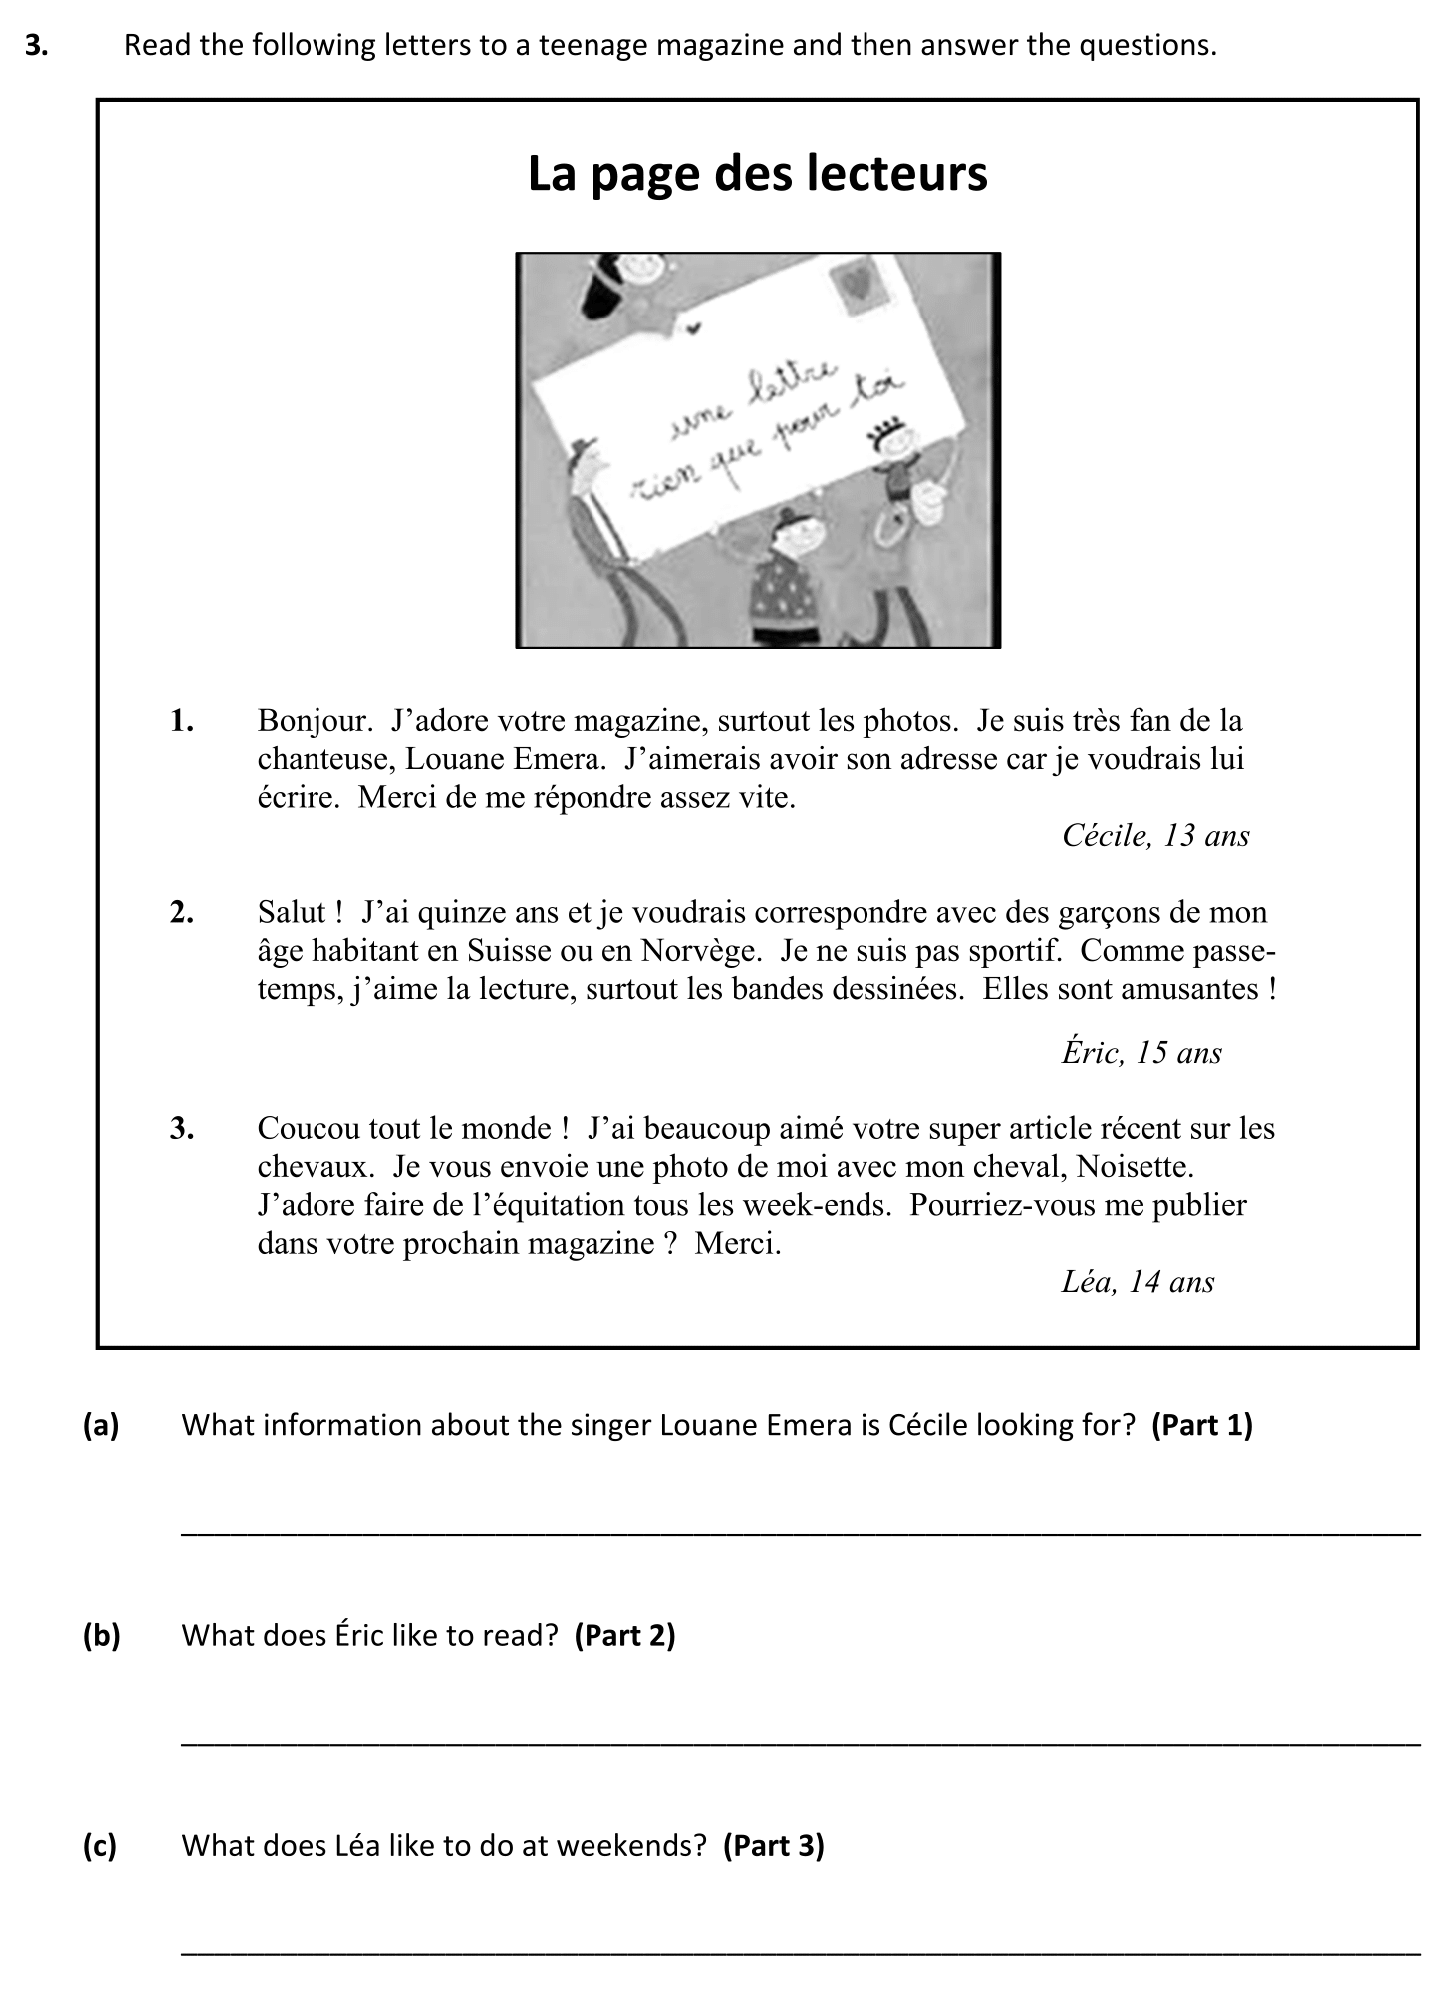 3. Read the following letters to a teenage magazine and then answer the questions.
La page des lecteurs
une lettre
rien que pour toi
1. Bonjour. J’adore votre magazine, surtout les photos. Je suis très fan de la
chanteuse, Louane Emera. J’aimerais avoir son adresse car je voudrais lui
écrire. Merci de me répondre assez vite.
Cécile, 13 ans
2. Salut ! J’ai quinze ans et je voudrais correspondre avec des garçons de mon
âge habitant en Suisse ou en Norvège. Je ne suis pas sportif. Comme passe-
temps, j’aime la lecture, surtout les bandes dessinées. Elles sont amusantes !
Éric, 15 ans
3. Coucou tout le monde ! J’ai beaucoup aimé votre super article récent sur les
chevaux. Je vous envoie une photo de moi avec mon cheval, Noisette.
J’adore faire de l’équitation tous les week-ends. Pourriez-vous me publier
dans votre prochain magazine ? Merci.
Léa, 14 ans
(a) What information about the singer Louane Emera is Cécile looking for? (Part 1)
(b) What does Éric like to read? (Part 2)
(c) What does Léa like to do at weekends? (Part 3)